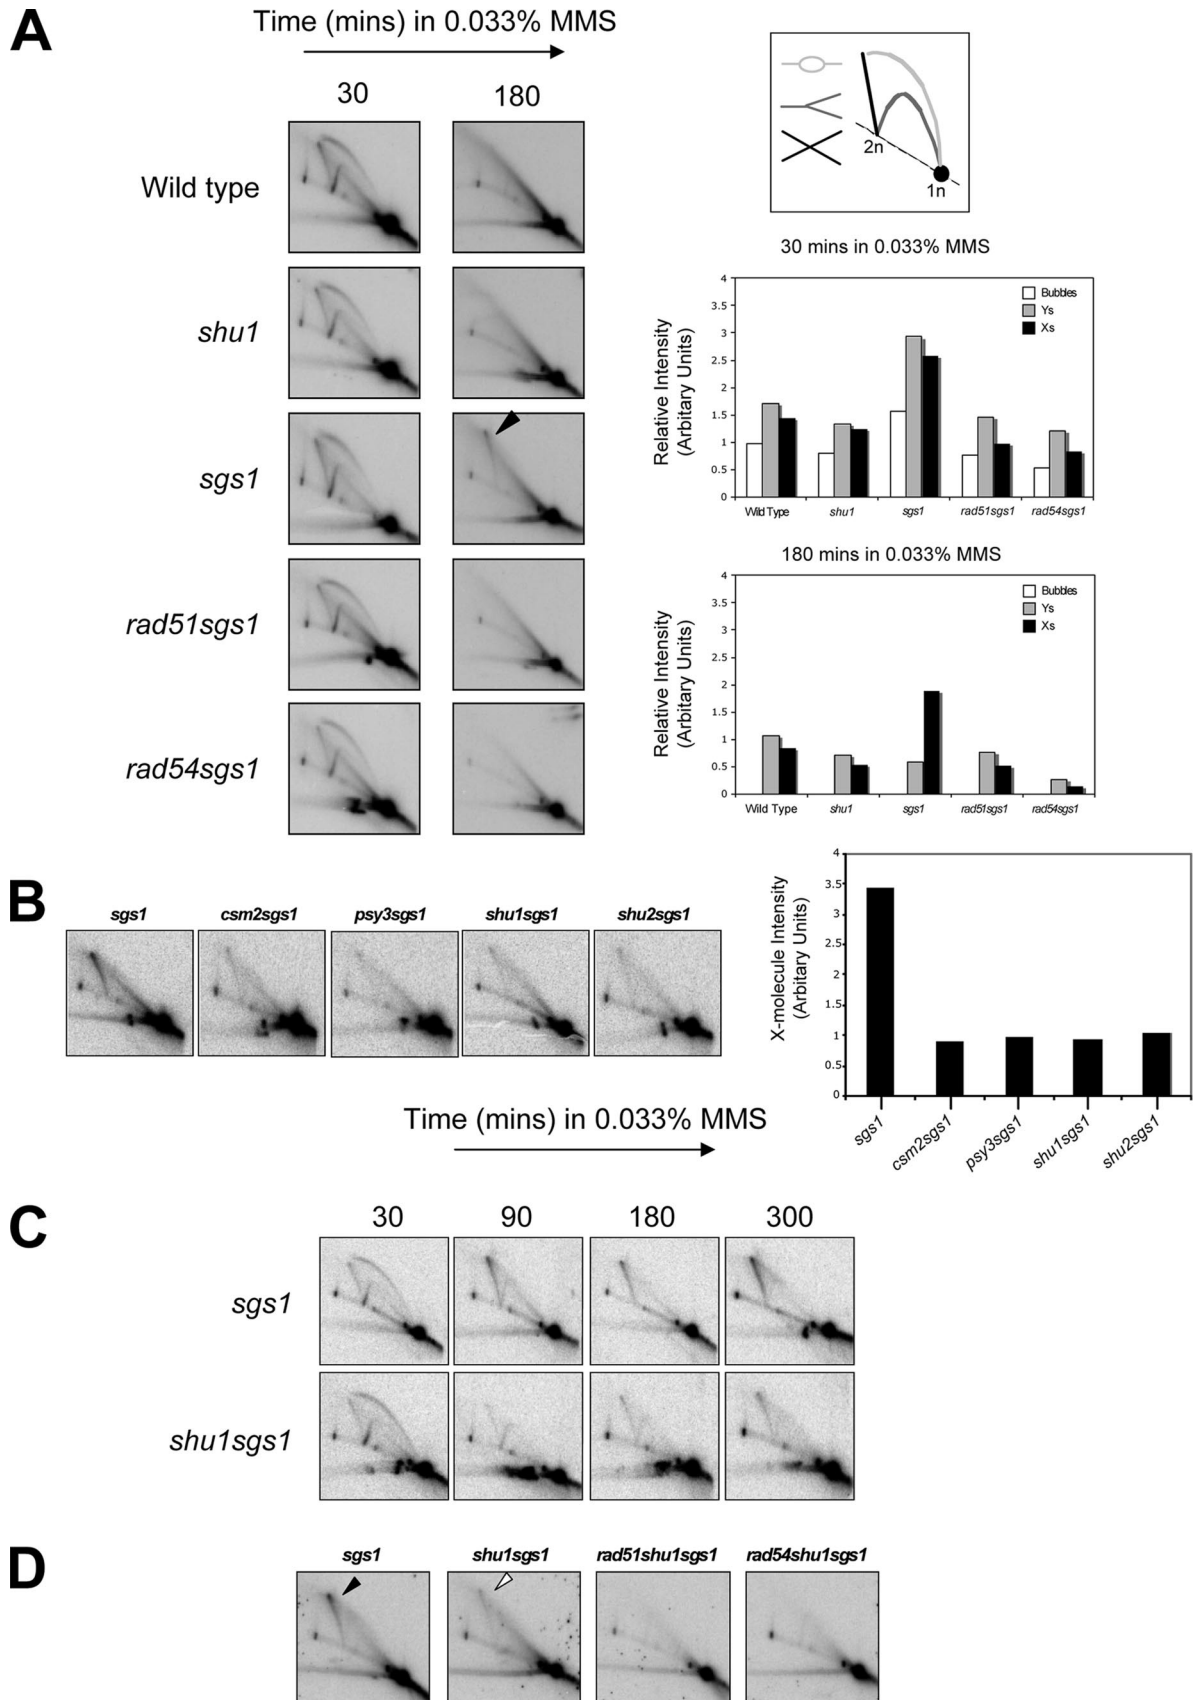 A
Time (mins) in 0.033% MMS
30
180
Wild type
shu1
sgs1
rad51sgs1
rad54sgs1
2n
1n
30 mins in 0.033% MMS
Relative Intensity
(Arbitary Units)
4
3.5
3
2.5
2
1.5
1
0.5
0
Bubbles
Ys
Xs
Wild Type
shu1
sgs1
rad51sgs1
rad54sgs1
180 mins in 0.033% MMS
Relative Intensity
(Arbitary Units)
4
3.5
3
2.5
2
1.5
1
0.5
0
Bubbles
Ys
Xs
Wild Type
shu1
sgs1
rad51sgs1
rad54sgs1
B
sgs1
csm2sgs1
psy3sgs1
shu1sgs1
shu2sgs1
X-molecule Intensity
(Arbitary Units)
4
3.5
3
2.5
2
1.5
1
0.5
0
sgs1
csm2sgs1
psy3sgs1
shu1sgs1
shu2sgs1
Time (mins) in 0.033% MMS
C
30
90
180
300
sgs1
shu1sgs1
D
sgs1
shu1sgs1
rad51shu1sgs1
rad54shu1sgs1